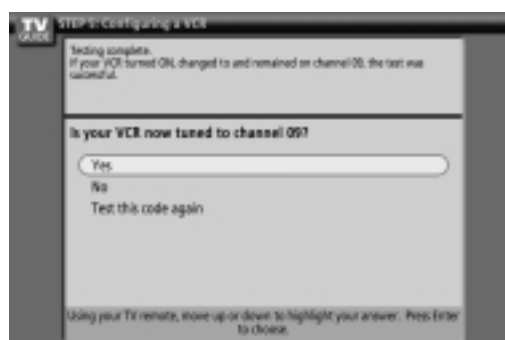 TV
GUIDE
STEP 5: Configuring a VCR
Testing complete.
If your VCR turned ON, changed to and remained on channel 09, the test was
successful.
Is your VCR now tuned to channel 09?
Yes
No
Test this code again
Using your TV remote, move up or down to highlight your answer. Press Enter
to choose.